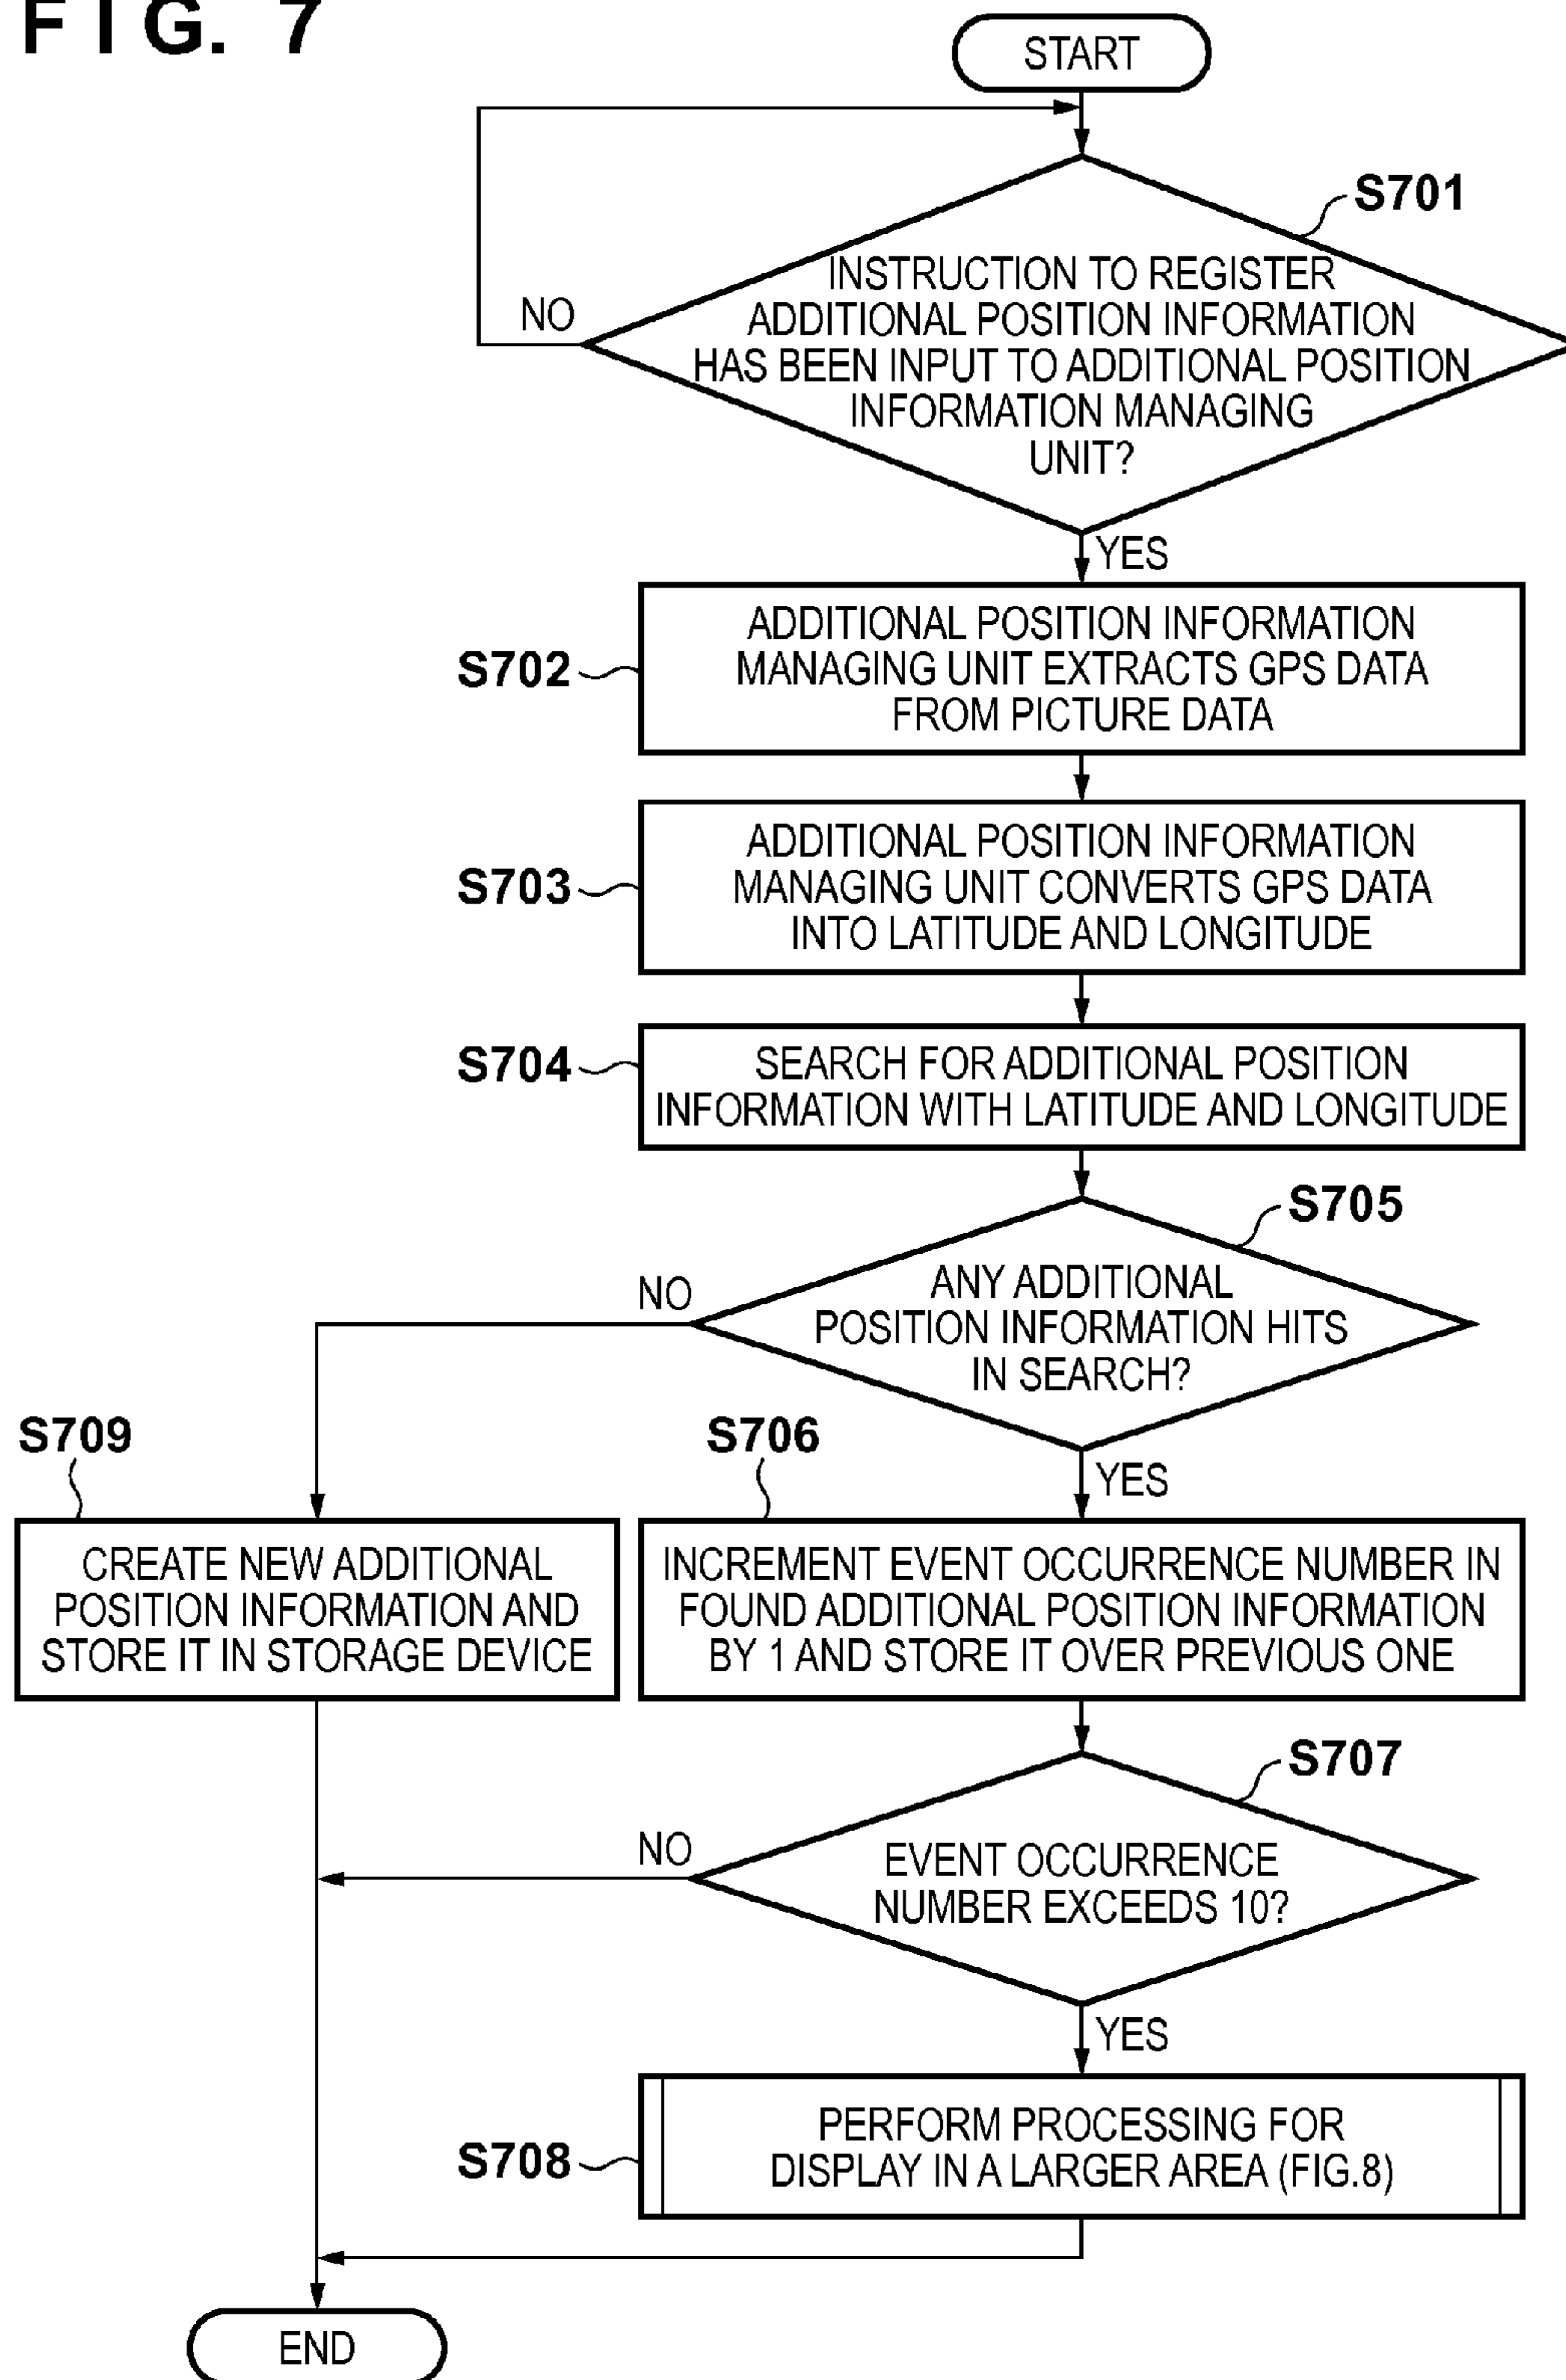 FIG. 7
START
S701
INSTRUCTION TO REGISTER
ADDITIONAL POSITION INFORMATION
HAS BEEN INPUT TO ADDITIONAL POSITION
INFORMATION MANAGING
UNIT?
NO
YES
S702
ADDITIONAL POSITION INFORMATION
MANAGING UNIT EXTRACTS GPS DATA
FROM PICTURE DATA
S703
ADDITIONAL POSITION INFORMATION
MANAGING UNIT CONVERTS GPS DATA
INTO LATITUDE AND LONGITUDE
S704
SEARCH FOR ADDITIONAL POSITION
INFORMATION WITH LATITUDE AND LONGITUDE
S705
ANY ADDITIONAL
POSITION INFORMATION HITS
IN SEARCH?
NO
YES
S709
CREATE NEW ADDITIONAL
POSITION INFORMATION AND
STORE IT IN STORAGE DEVICE
S706
INCREMENT EVENT OCCURRENCE NUMBER IN
FOUND ADDITIONAL POSITION INFORMATION
BY 1 AND STORE IT OVER PREVIOUS ONE
S707
EVENT OCCURRENCE
NUMBER EXCEEDS 10?
NO
YES
S708
PERFORM PROCESSING FOR
DISPLAY IN A LARGER AREA (FIG.8)
END